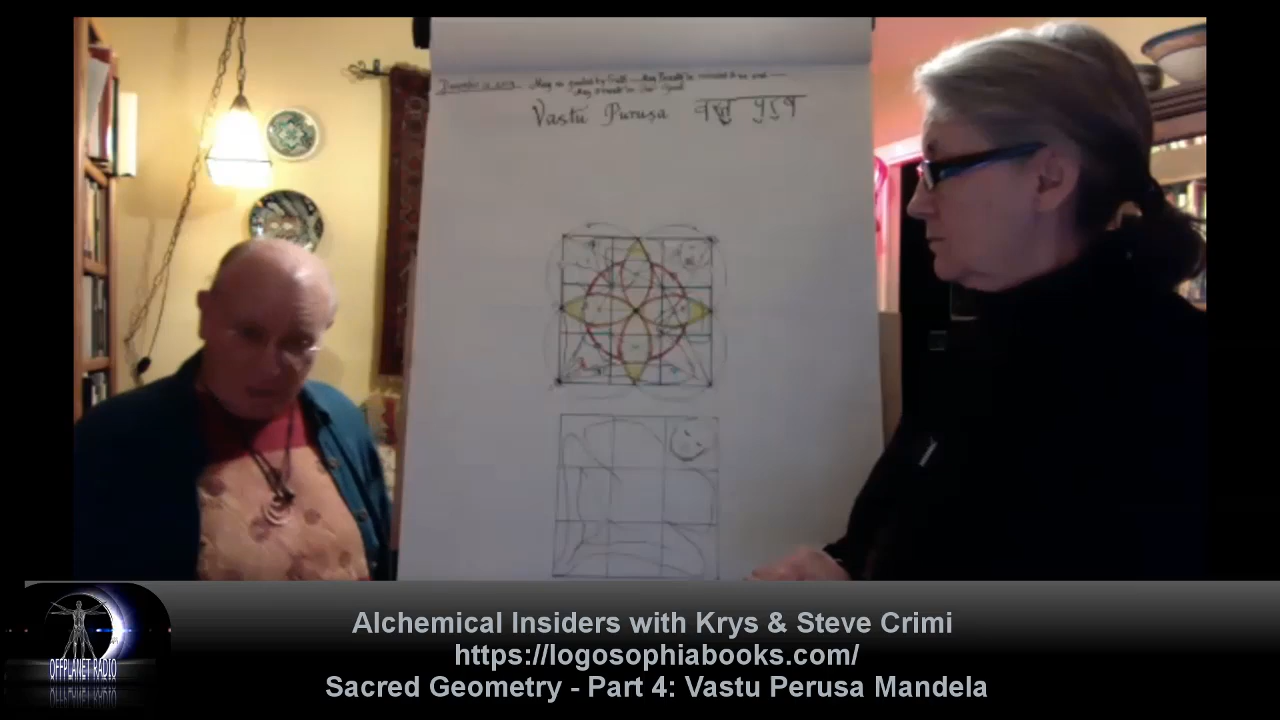 Vastu Puruṣa वस्तु पुरुष
OFFPLANET RADIO
Alchemical Insiders with Krys & Steve Crimi
https://logosophiabooks.com/
Sacred Geometry - Part 4: Vastu Perusa Mandela